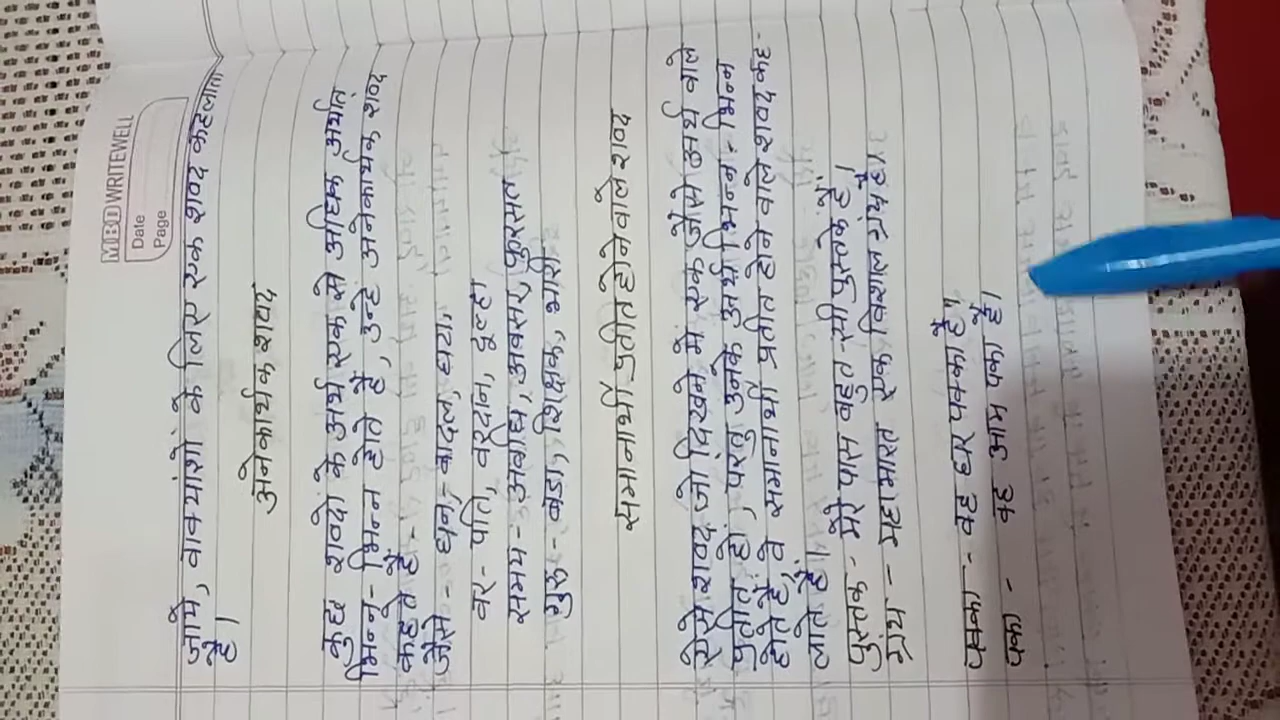 MBD WRITEWELL
Date
Page
जाये, वाक्यांशो के लिए एक शब्द कहलाता
है।
अनेकार्थक शब्द
कुछ शब्दो के अर्थ एक से अधिक अर्थात
भिन्न- भिन्न होते है, उन्हे अनेकार्थक शब्द
कहते है -
जैसे - घन - बादल, घटा,
वर - पति, वरदान, दुल्हा
समय - अवधि, अवसर, फुरसत
गुरू - बड़ा, शिक्षक, भारी
समानार्थी प्रतीत होने वाले शब्द
ऐसे शब्द जो दिखने मे एक जैसे अर्थ वाले
प्रतीत हो, परंतु उनके अर्थ भिन्न - भिन्न
होते है, वे समानार्थी प्रतीत होने वाले शब्द कह-
लाते है।
पुस्तक - मेरे पास बहुत-सी पुस्तके है।
ग्रंथ - महाभारत एक विशाल ग्रंथ है।
पक्का - वह घर पक्का है।
पका - वह आम पका है।